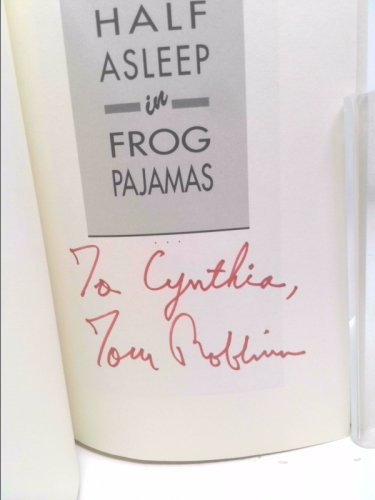 HALF
ASLEEP
in
FROG
PAJAMAS
...
To Cynthia,
Tom Robbins